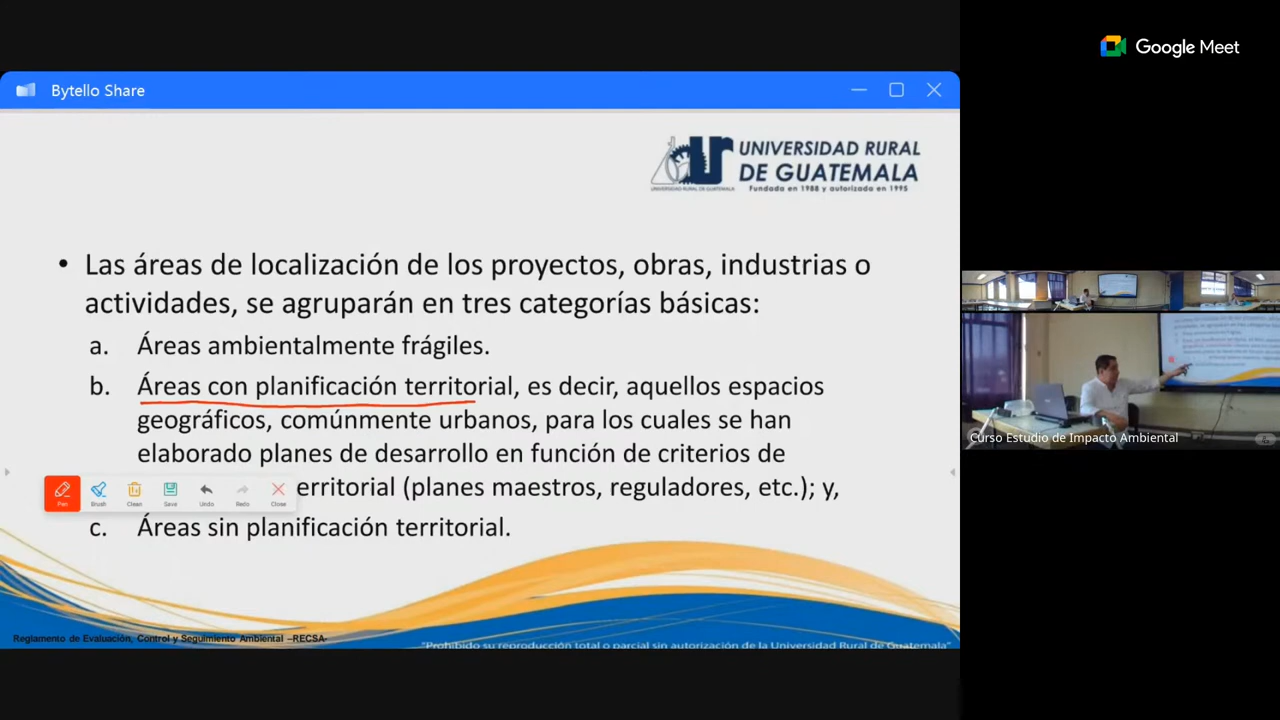 Google Meet
Bytello Share
UNIVERSIDAD RURAL
DE GUATEMALA
Fundada en 1988 y autorizada en 1995
UNIVERSIDAD RURAL DE GUATEMALA
• Las áreas de localización de los proyectos, obras, industrias o
actividades, se agruparán en tres categorías básicas:
a. Áreas ambientalmente frágiles.
b. Áreas con planificación territorial, es decir, aquellos espacios
geográficos, comúnmente urbanos, para los cuales se han
elaborado planes de desarrollo en función de criterios de
erritorial (planes maestros, reguladores, etc.); y,
Pen Brush Clean Save Undo Redo Close
c. Áreas sin planificación territorial.
Reglamento de Evaluación, Control y Seguimiento Ambiental –RECSA-
"Prohibido su reproducción total o parcial sin autorización de la Universidad Rural de Guatemala"
Curso Estudio de Impacto Ambiental